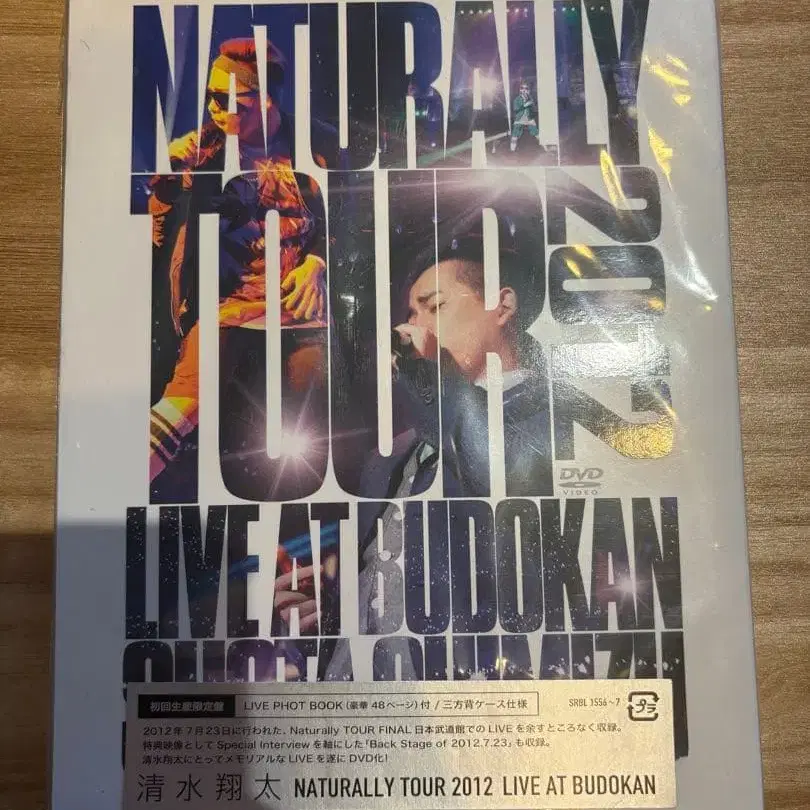 NATURALLY
TOUR
2012
DVD
VIDEO
LIVE AT BUDOKAN
SHOTA SHIMIZU
初回生産限定盤 LIVE PHOT BOOK（豪華48ページ）付 / 三方背ケース仕様 SRBL 1556~7 プラ
2012年7月23日に行われた、Naturally TOUR FINAL 日本武道館でのLIVEを余すところなく収録。
特典映像としてSpecial Interviewを軸にした「Back Stage of 2012.7.23」も収録。
清水翔太にとってメモリアルなLIVEを遂にDVD化!
清水翔太 NATURALLY TOUR 2012 LIVE AT BUDOKAN